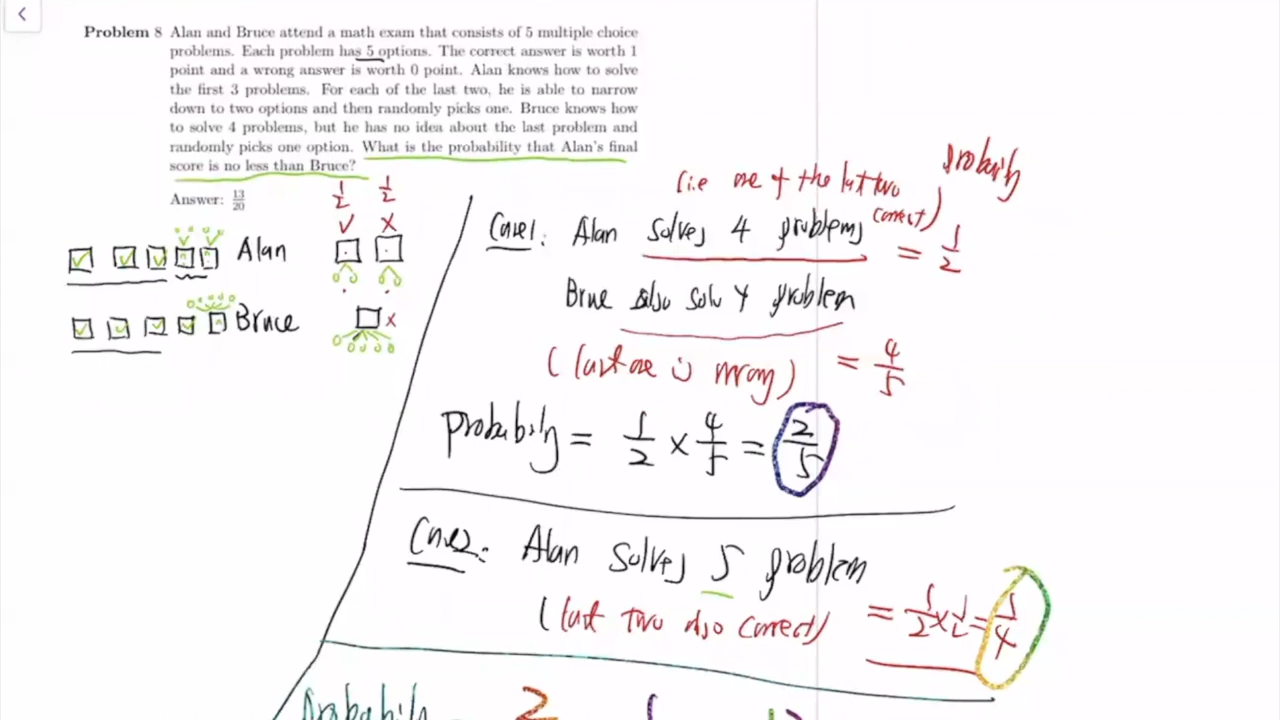 Problem 8 Alan and Bruce attend a math exam that consists of 5 multiple choice
problems. Each problem has 5 options. The correct answer is worth 1
point and a wrong answer is worth 0 point. Alan knows how to solve
the first 3 problems. For each of the last two, he is able to narrow
down to two options and then randomly picks one. Bruce knows how
to solve 4 problems, but he has no idea about the last problem and
randomly picks one option. What is the probability that Alan's final
score is no less than Bruce?
Answer: 13/20
1/2 1/2
Alan
Bruce
(i.e one of the last two correct) probability
Case1: Alan solves 4 problems = 1/2
Brue also solv 4 problem
(last one is wrong) = 4/5
probability = 1/2 × 4/5 = 2/5
Case2: Alan solves 5 problem
(last two also correct) = 1/2 × 1/2 = 1/4